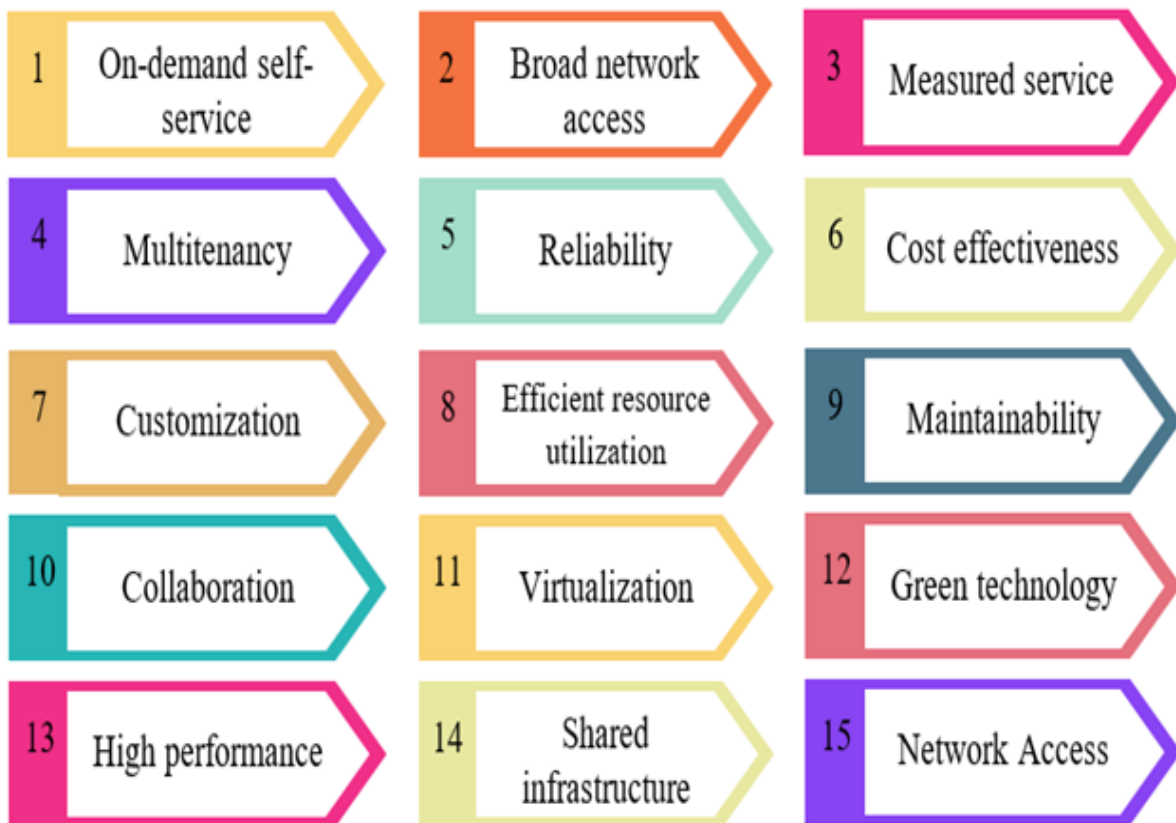 1
On-demand self-
service
2
Broad network
access
3
Measured service
4
Multitenancy
5
Reliability
6
Cost effectiveness
7
Customization
8
Efficient resource
utilization
9
Maintainability
10
Collaboration
11
Virtualization
12
Green technology
13
High performance
14
Shared
infrastructure
15
Network Access